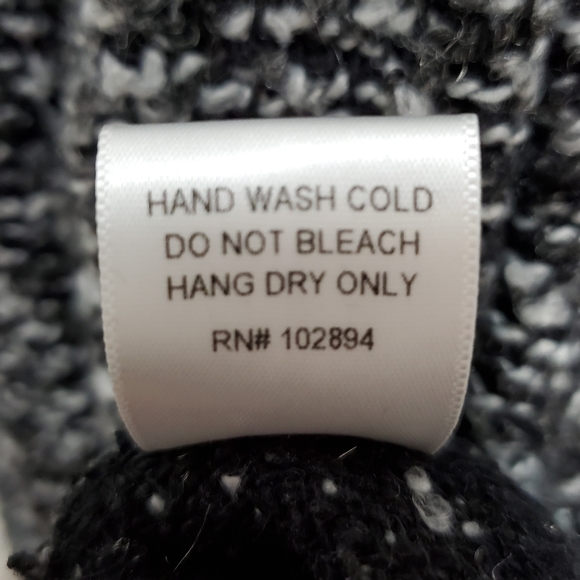 HAND WASH COLD
DO NOT BLEACH
HANG DRY ONLY
RN# 102894